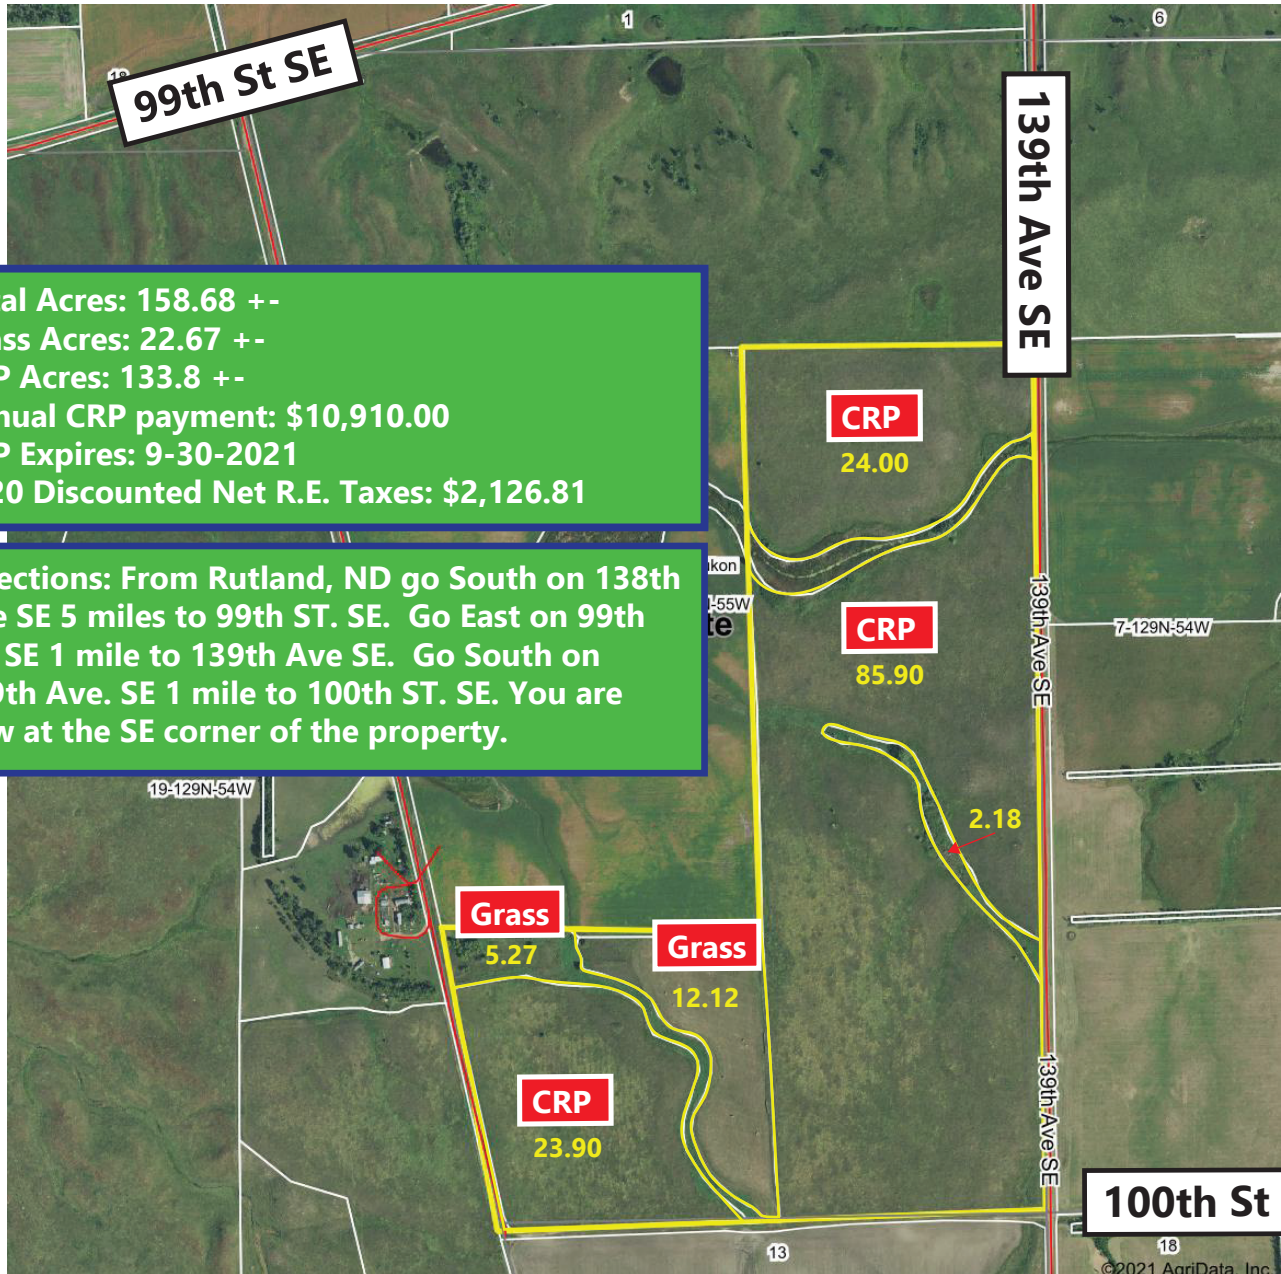 1
6
18
99th St SE
139th Ave SE
al Acres: 158.68 +-
ss Acres: 22.67 +-
P Acres: 133.8 +-
nual CRP payment: $10,910.00
P Expires: 9-30-2021
20 Discounted Net R.E. Taxes: $2,126.81
CRP
24.00
ections: From Rutland, ND go South on 138th
e SE 5 miles to 99th ST. SE. Go East on 99th
SE 1 mile to 139th Ave SE. Go South on
9th Ave. SE 1 mile to 100th ST. SE. You are
w at the SE corner of the property.
kon
-55W
te
CRP
85.90
139th Ave SE
7-129N-54W
19-129N-54W
2.18
Grass
5.27
Grass
12.12
CRP
23.90
139th Ave SE
100th St
13
18
©2021 AgriData, Inc